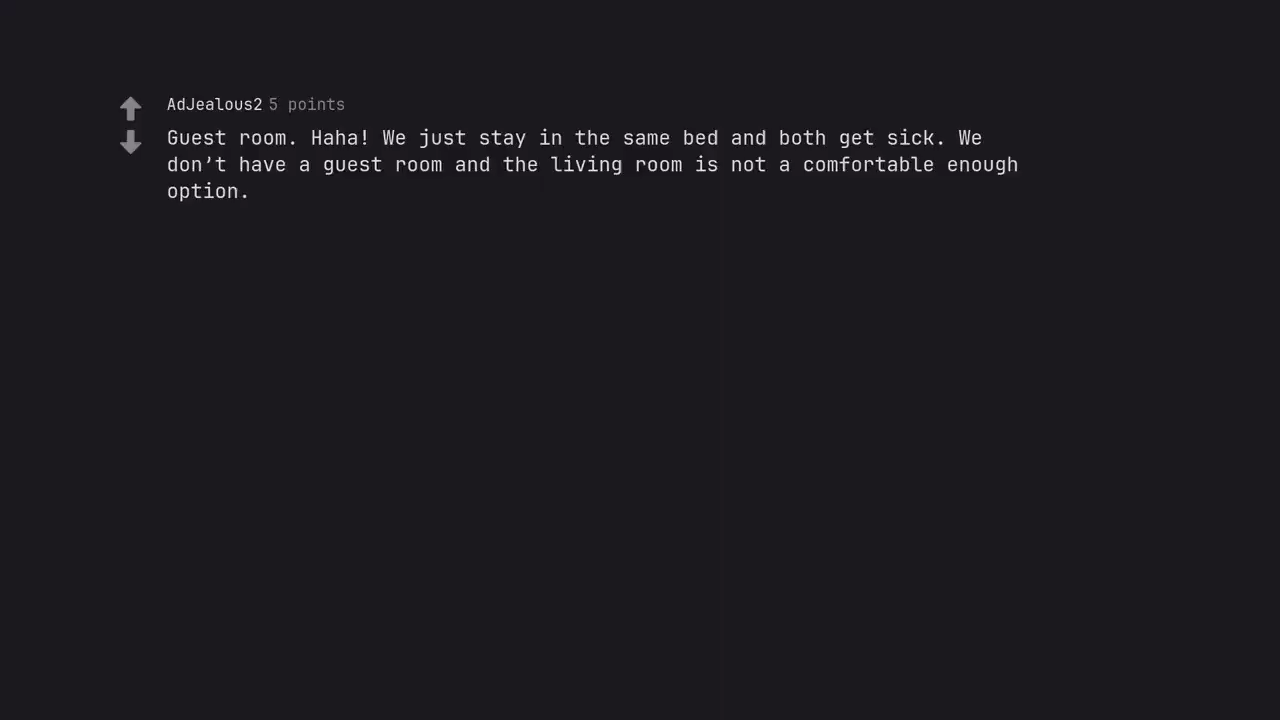 AdJealous2 5 points
Guest room. Haha! We just stay in the same bed and both get sick. We
don’t have a guest room and the living room is not a comfortable enough
option.